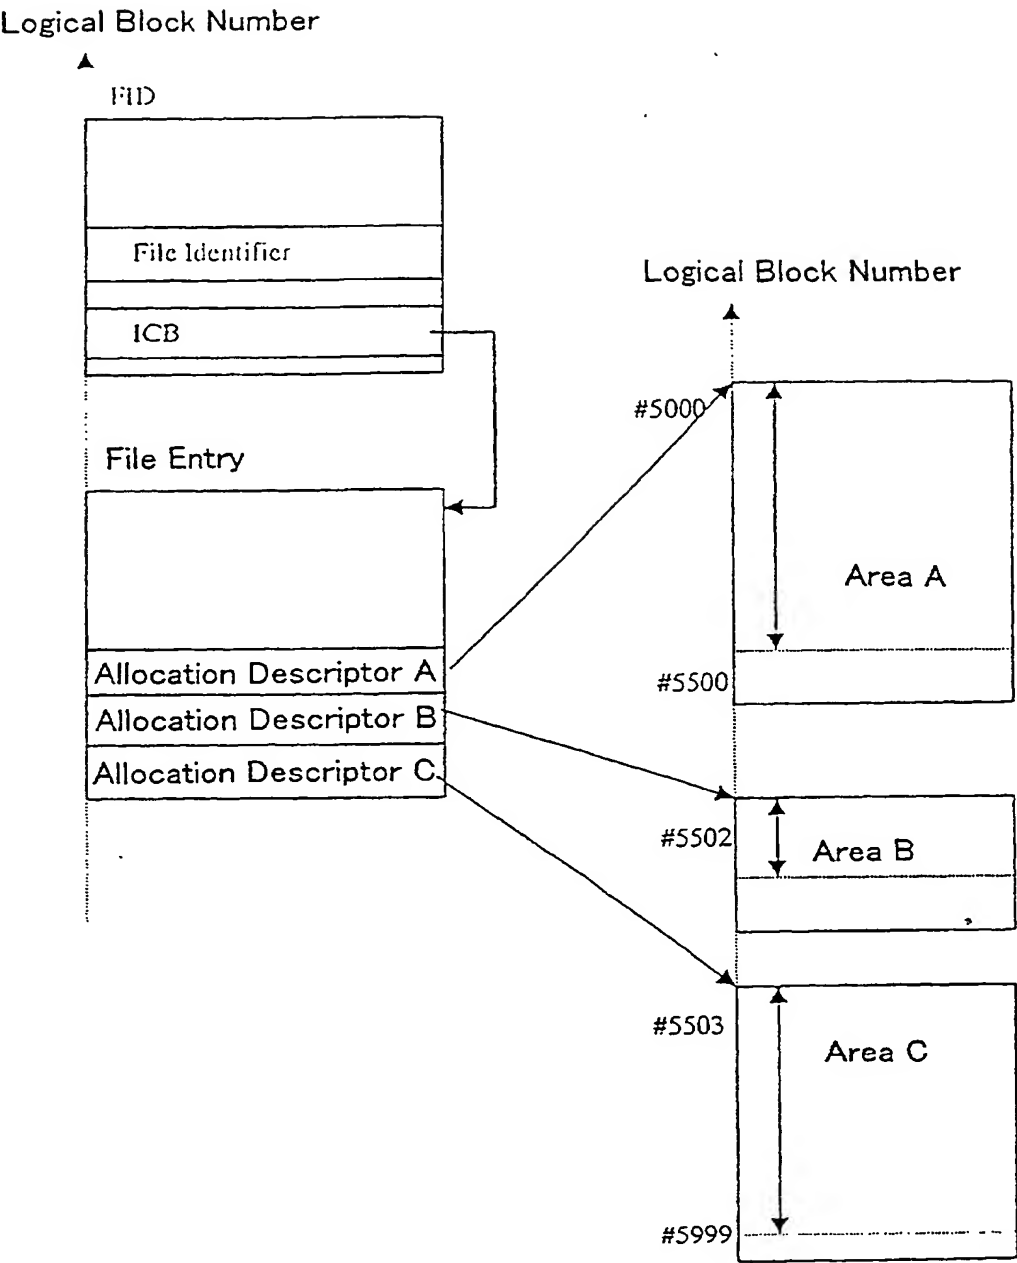 Logical Block Number
FID
File Identifier
ICB
File Entry
Allocation Descriptor A
Allocation Descriptor B
Allocation Descriptor C
Logical Block Number
#5000
Area A
#5500
#5502
Area B
#5503
Area C
#5999